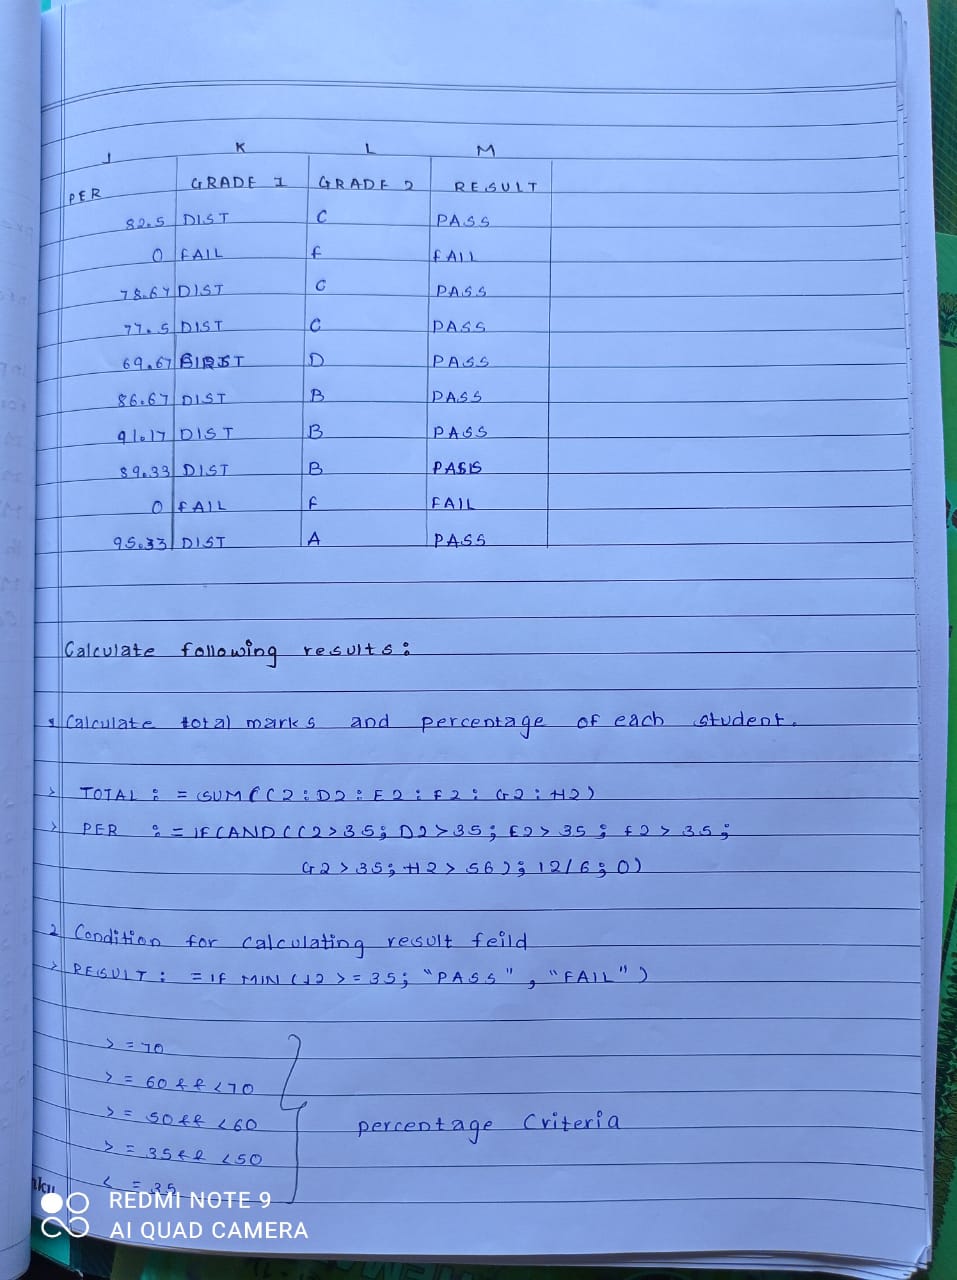 J K L M
PER GRADE 1 GRADE 2 RESULT
82.5 DIST C PASS
0 FAIL F FAIL
78.67 DIST C PASS
77.5 DIST C PASS
69.67 FIRST D PASS
86.67 DIST B PASS
91.17 DIST B PASS
89.33 DIST B PASS
0 FAIL F FAIL
95.33 DIST A PASS
Calculate following results:
Calculate total marks and percentage of each student.
> TOTAL : = SUM (C2:D2:E2:F2:G2:H2)
> PER : = IF(AND(C2>35; D2>35; E2>35; F2>35;
G2>35; H2>56); I2/6; 0)
2 Condition for calculating result feild
> RESULT : = IF MIN (J2 >= 35; "PASS", "FAIL")
> = 70
> = 60 && <70
> = 50 && <60
percentage Criteria
> = 35 && <50
< = 35
REDMI NOTE 9
AI QUAD CAMERA